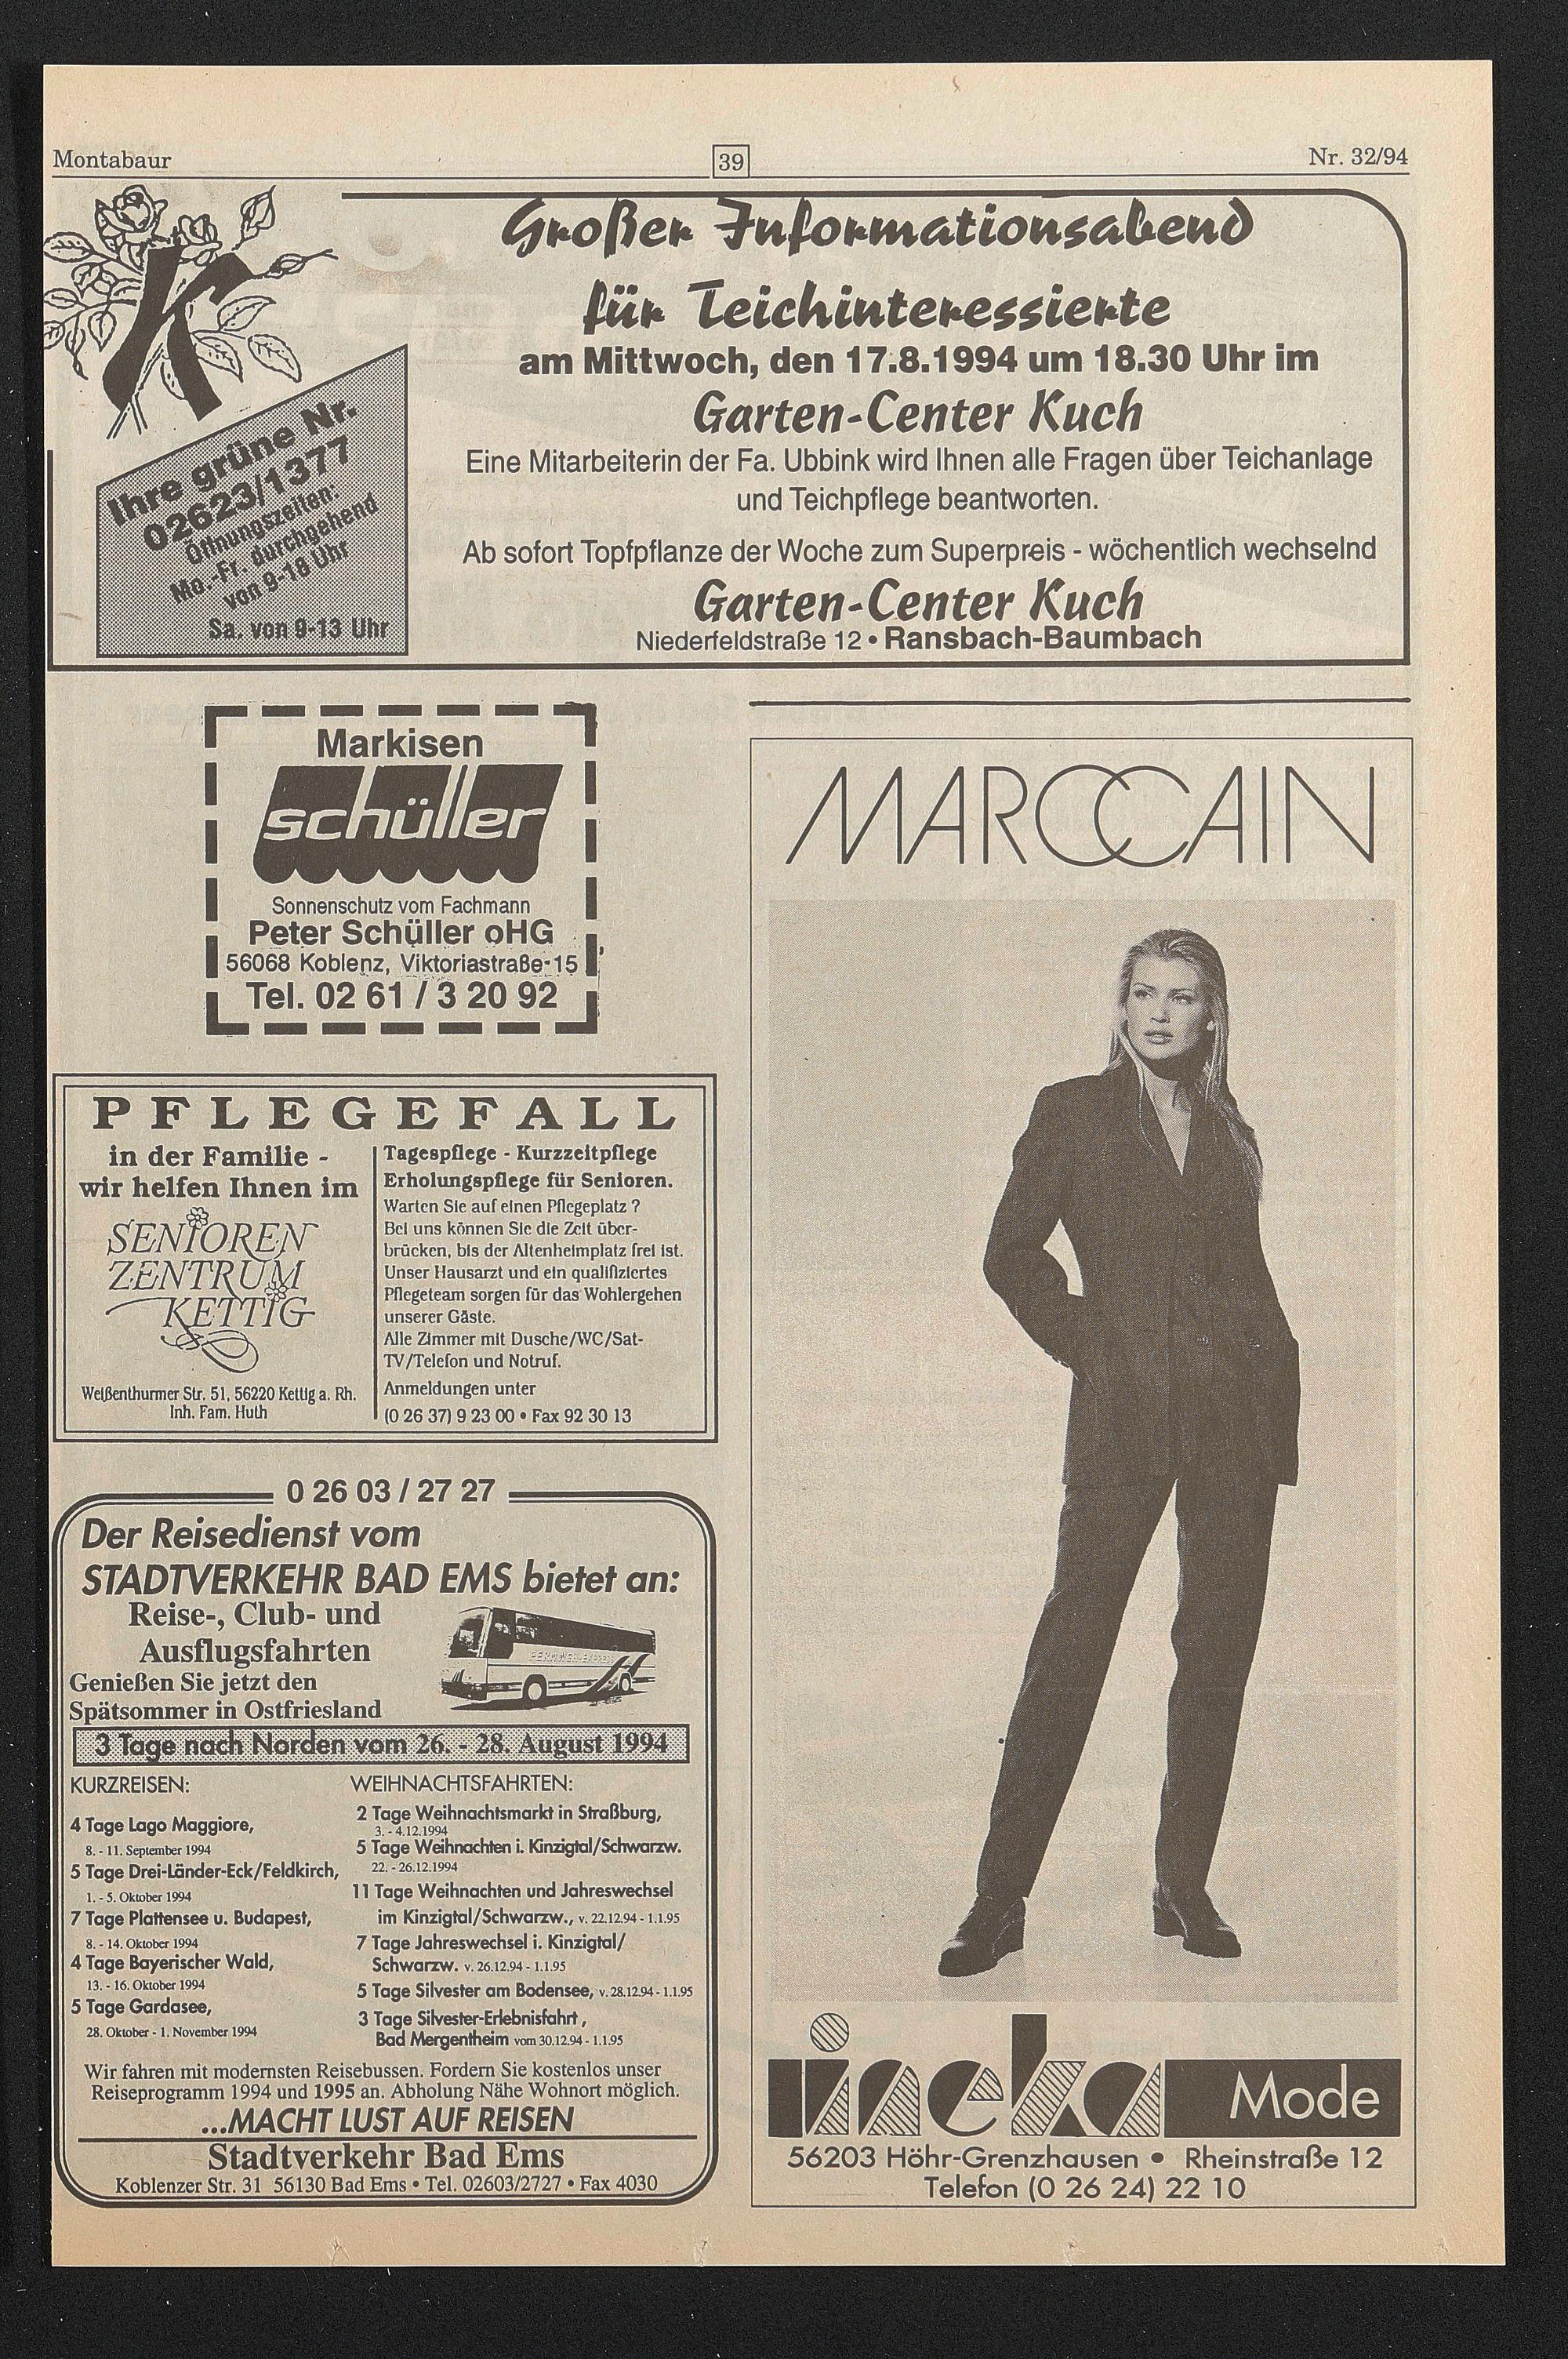 Montabaur
39
Nr. 32/94
K
Ihre grüne Nr.
02623/1377
Öffnungszeiten:
Mo.-Fr. durchgehend
von 9-18 Uhr
Sa. von 9-13 Uhr
Großer Informationsabend
für Teichinteressierte
am Mittwoch, den 17.8.1994 um 18.30 Uhr im
Garten-Center Kuch
Eine Mitarbeiterin der Fa. Ubbink wird Ihnen alle Fragen über Teichanlage
und Teichpflege beantworten.
Ab sofort Topfpflanze der Woche zum Superpreis - wöchentlich wechselnd
Garten-Center Kuch
Niederfeldstraße 12 • Ransbach-Baumbach
Markisen
schüller
Sonnenschutz vom Fachmann
Peter Schüller oHG
56068 Koblenz, Viktoriastraße 15
Tel. 02 61 / 3 20 92
PFLEGEFALL
in der Familie -
wir helfen Ihnen im
SENIOREN
ZENTRUM
KETTIG
Weißenthurmer Str. 51, 56220 Kettig a. Rh.
Inh. Fam. Huth
Tagespflege - Kurzzeitpflege
Erholungspflege für Senioren.
Warten Sie auf einen Pflegeplatz ?
Bei uns können Sie die Zeit über-
brücken, bis der Altenheimplatz frei ist.
Unser Hausarzt und ein qualifiziertes
Pflegeteam sorgen für das Wohlergehen
unserer Gäste.
Alle Zimmer mit Dusche/WC/Sat-
TV/Telefon und Notruf.
Anmeldungen unter
(0 26 37) 9 23 00 • Fax 92 30 13
0 26 03 / 27 27
Der Reisedienst vom
STADTVERKEHR BAD EMS bietet an:
Reise-, Club- und
Ausflugsfahrten
Genießen Sie jetzt den
Spätsommer in Ostfriesland
3 Tage nach Norden vom 26. - 28. August 1994
KURZREISEN:
4 Tage Lago Maggiore,
8. - 11. September 1994
5 Tage Drei-Länder-Eck/Feldkirch,
1. - 5. Oktober 1994
7 Tage Plattensee u. Budapest,
8. - 14. Oktober 1994
4 Tage Bayerischer Wald,
13. - 16. Oktober 1994
5 Tage Gardasee,
28. Oktober - 1. November 1994
WEIHNACHTSFAHRTEN:
2 Tage Weihnachtsmarkt in Straßburg,
3. - 4.12.1994
5 Tage Weihnachten i. Kinzigtal/Schwarzw.
22. - 26.12.1994
11 Tage Weihnachten und Jahreswechsel
im Kinzigtal/Schwarzw., v. 22.12.94 - 1.1.95
7 Tage Jahreswechsel i. Kinzigtal/
Schwarzw. v. 26.12.94 - 1.1.95
5 Tage Silvester am Bodensee, v. 28.12.94 - 1.1.95
3 Tage Silvester-Erlebnisfahrt,
Bad Mergentheim vom 30.12.94 - 1.1.95
Wir fahren mit modernsten Reisebussen. Fordern Sie kostenlos unser
Reiseprogramm 1994 und 1995 an. Abholung Nähe Wohnort möglich.
...MACHT LUST AUF REISEN
Stadtverkehr Bad Ems
Koblenzer Str. 31 56130 Bad Ems • Tel. 02603/2727 • Fax 4030
MARCCAIN
ineka Mode
56203 Höhr-Grenzhausen • Rheinstraße 12
Telefon (0 26 24) 22 10